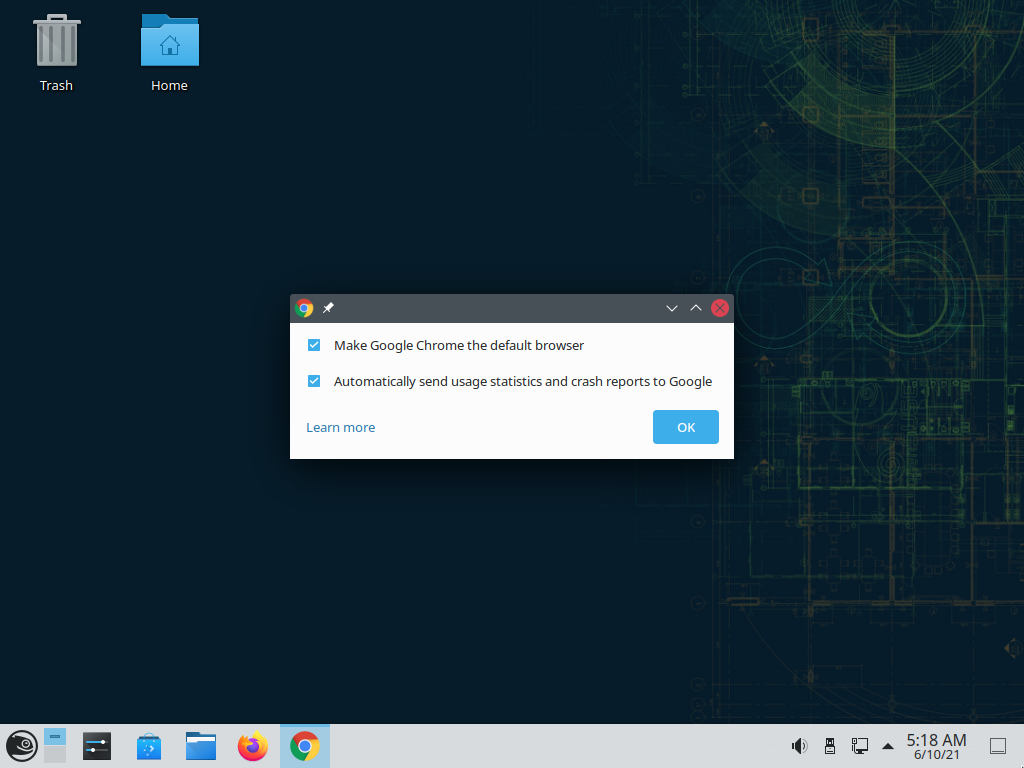 Trash
Home
Make Google Chrome the default browser
Automatically send usage statistics and crash reports to Google
Learn more
OK
5:18 AM
6/10/21